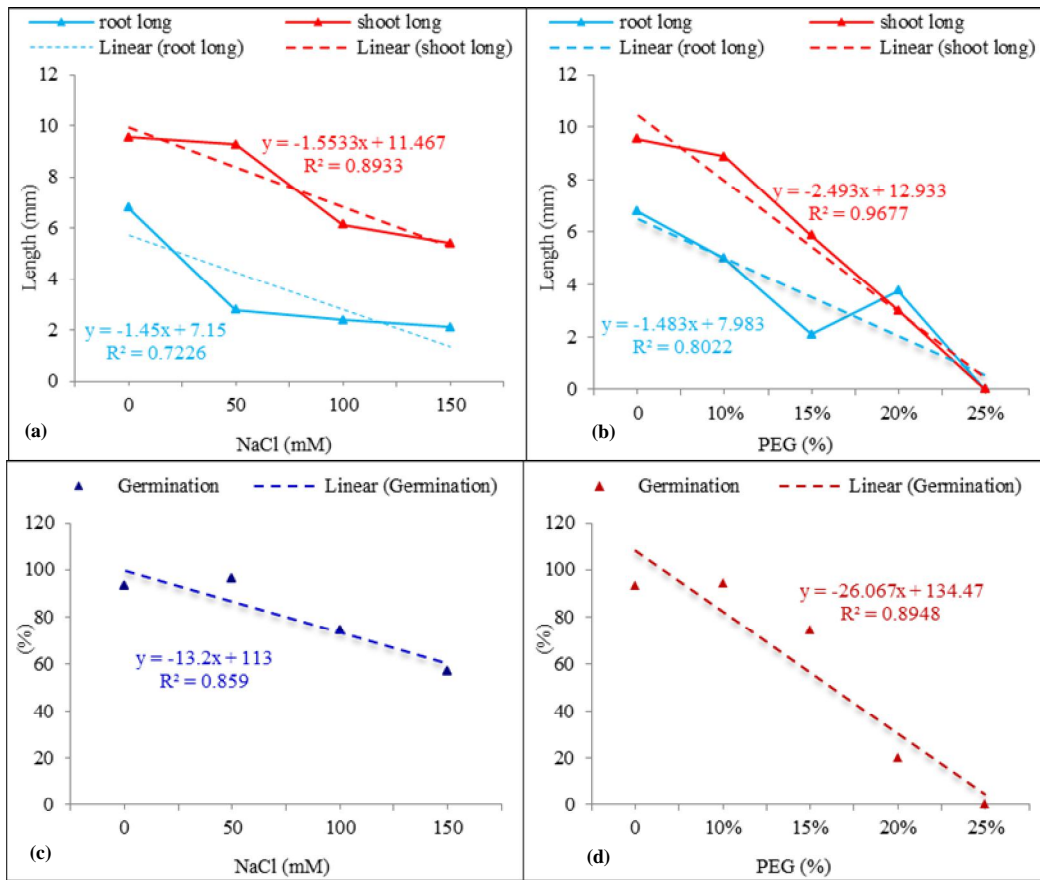 root long shoot long
Linear (root long) Linear (shoot long)
12
10
8
6
4
2
0
Length (mm)
y = -1.5533x + 11.467
R² = 0.8933
y = -1.45x + 7.15
R² = 0.7226
0 50 100 150
(a)
NaCl (mM)
root long shoot long
Linear (root long) Linear (shoot long)
12
10
8
6
4
2
0
Length (mm)
y = -2.493x + 12.933
R² = 0.9677
y = -1.483x + 7.983
R² = 0.8022
0 10% 15% 20% 25%
(b)
PEG (%)
Germination Linear (Germination)
120
100
80
60
40
20
0
(%)
y = -13.2x + 113
R² = 0.859
0 50 100 150
(c)
NaCl (mM)
Germination Linear (Germination)
120
100
80
60
40
20
0
(%)
y = -26.067x + 134.47
R² = 0.8948
0 10% 15% 20% 25%
(d)
PEG (%)